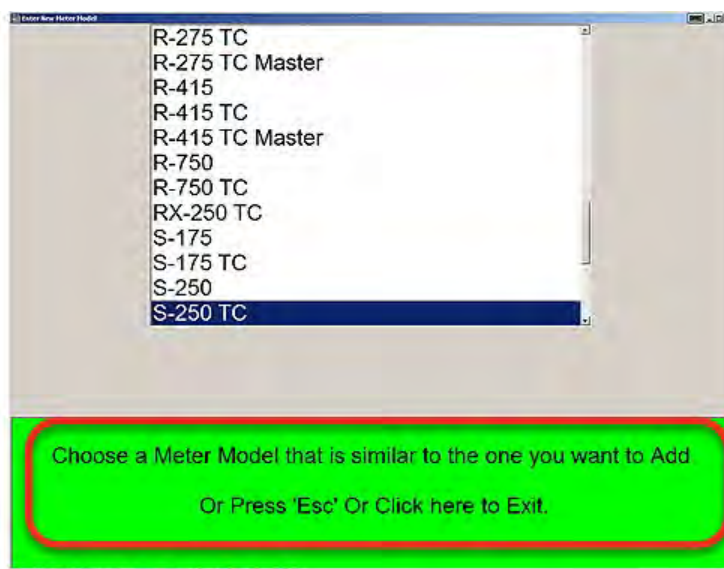 Enter New Meter Model
R-275 TC
R-275 TC Master
R-415
R-415 TC
R-415 TC Master
R-750
R-750 TC
RX-250 TC
S-175
S-175 TC
S-250
S-250 TC
Choose a Meter Model that is similar to the one you want to Add
Or Press 'Esc' Or Click here to Exit.